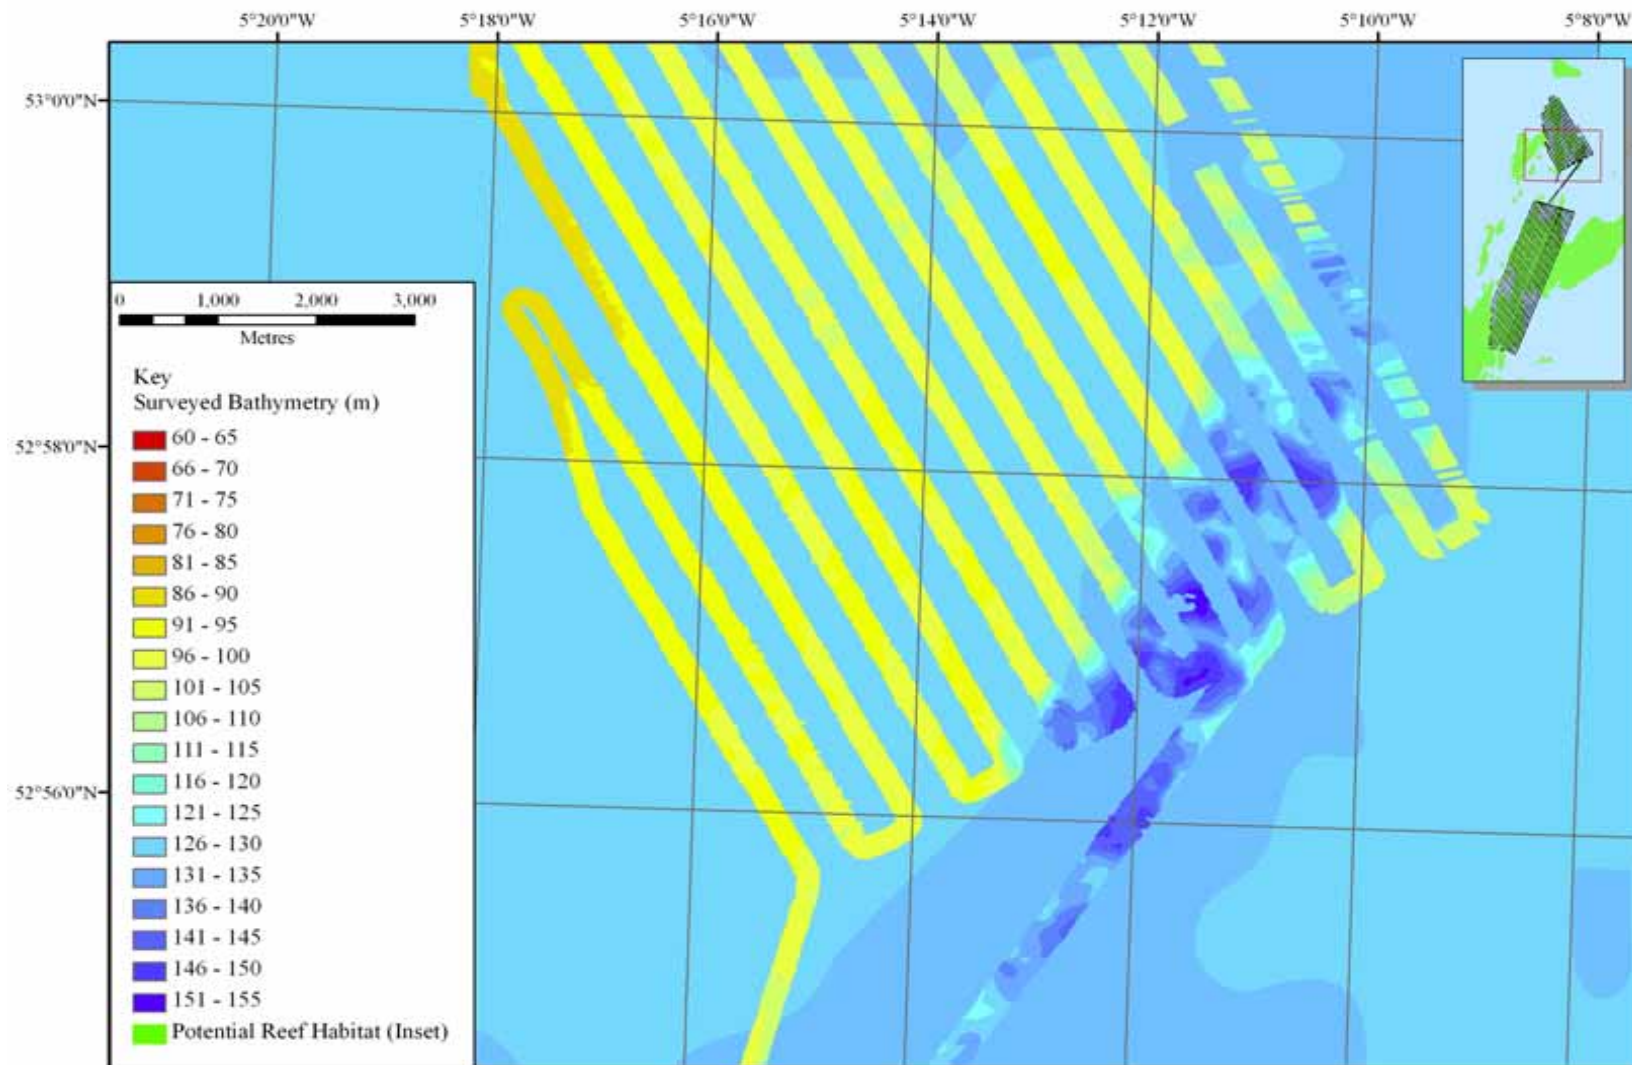 5°20'0"W 5°18'0"W 5°16'0"W 5°14'0"W 5°12'0"W 5°10'0"W 5°8'0"W
53°0'0"N
0 1,000 2,000 3,000
Metres
Key
Surveyed Bathymetry (m)
60 - 65
66 - 70
71 - 75
76 - 80
81 - 85
86 - 90
91 - 95
96 - 100
101 - 105
106 - 110
111 - 115
116 - 120
121 - 125
126 - 130
131 - 135
136 - 140
141 - 145
146 - 150
151 - 155
Potential Reef Habitat (Inset)
52°58'0"N
52°56'0"N